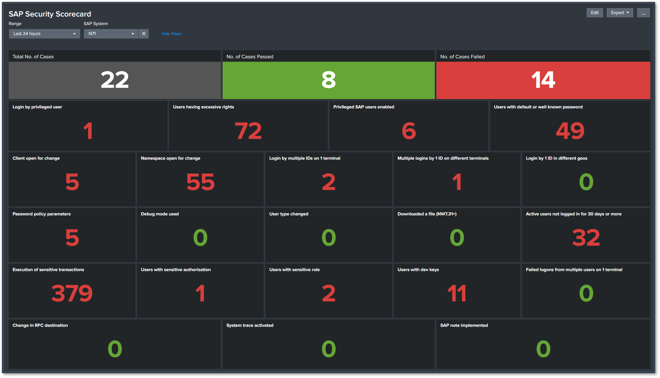 SAP Security Scorecard
Edit Export ...
Range SAP System
Last 24 hours N71 Hide Filters
Total No. of Cases No. of Cases Passed No. of Cases Failed
22 8 14
Login by privileged user Users having excessive rights Privileged SAP users enabled Users with default or well known password
1 72 6 49
Client open for change Namespace open for change Login by multiple IDs on 1 terminal Multiple logins by 1 ID on different terminals Login by 1 ID in different geos
5 55 2 1 0
Password policy parameters Debug mode used User type changed Downloaded a file (NW7.31+) Active users not logged in for 30 days or more
5 0 0 0 32
Execution of sensitive transactions Users with sensitive authorization Users with sensitive role Users with dev keys Failed logons from multiple users on 1 terminal
379 1 2 11 0
Change in RFC destination System trace activated SAP note implemented
0 0 0